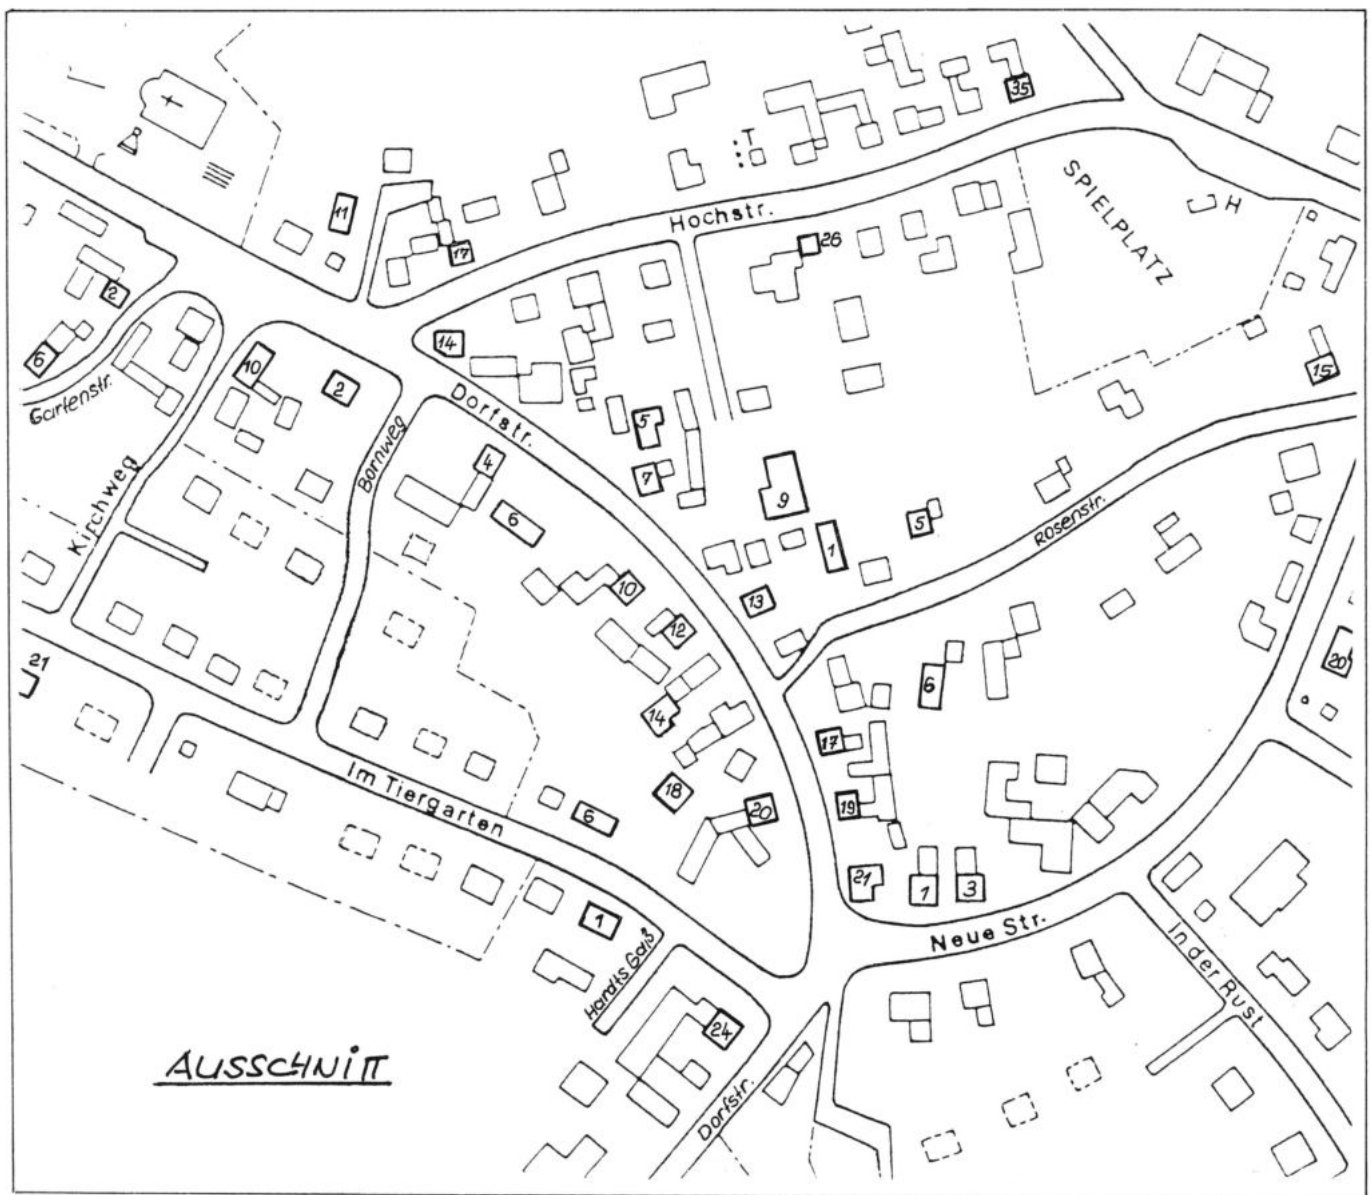 35
T
SPIELPLATZ
H
11
Hochstr.
17
26
2
14
6
10
2
15
Gartenstr.
Dorfstr.
5
Bornweg
4
7
9
Kirchweg
6
5
Rosenstr.
1
10
13
12
21
20
6
14
17
Im Tiergarten
18
6
20
19
21
1
3
1
Neue Str.
Hardts Gaß
In der Rust
24
AUSSCHNITT
Dorfstr.